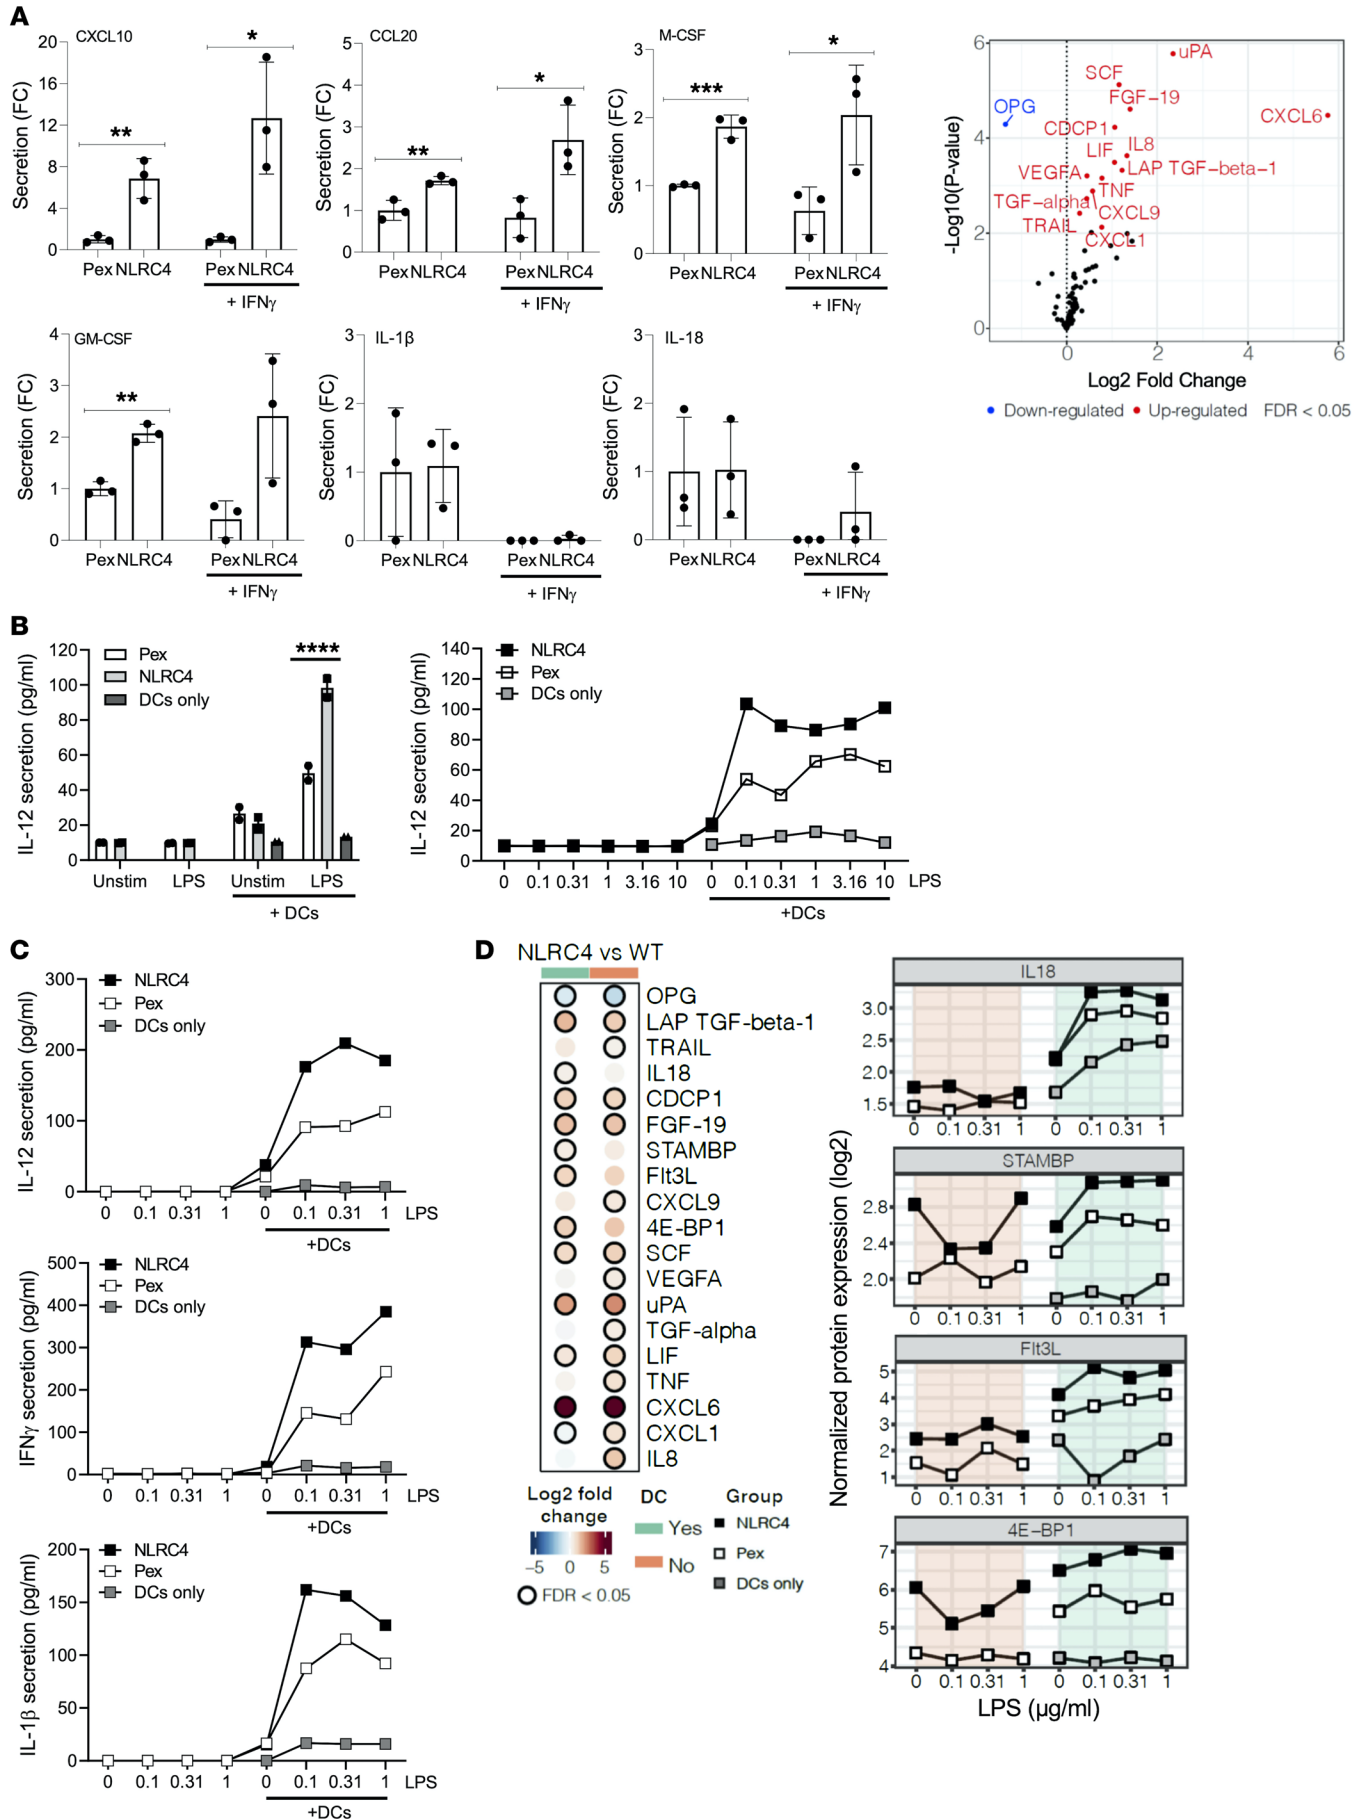 A
CXCL10
Secretion (FC)
20
16
12
8
4
0
**
*
Pex NLRC4
Pex NLRC4
+ IFNγ
CCL20
Secretion (FC)
5
4
3
2
1
0
**
*
Pex NLRC4
Pex NLRC4
+ IFNγ
M-CSF
Secretion (FC)
3
2
1
0
***
*
Pex NLRC4
Pex NLRC4
+ IFNγ
-Log10(P-value)
6
4
2
0
uPA
SCF
FGF-19
OPG
CXCL6
CDCP1
IL8
LIF
LAP TGF-beta-1
VEGFA
TNF
TGF-alpha
CXCL9
TRAIL
CXCL1
0 2 4 6
Log2 Fold Change
Down-regulated Up-regulated FDR < 0.05
GM-CSF
Secretion (FC)
4
3
2
1
0
**
Pex NLRC4
Pex NLRC4
+ IFNγ
IL-1β
Secretion (FC)
3
2
1
0
Pex NLRC4
Pex NLRC4
+ IFNγ
IL-18
Secretion (FC)
3
2
1
0
Pex NLRC4
Pex NLRC4
+ IFNγ
B
IL-12 secretion (pg/ml)
120
100
80
60
40
20
0
Pex
NLRC4
DCs only
****
Unstim LPS Unstim LPS
+ DCs
IL-12 secretion (pg/ml)
140
120
100
80
60
40
20
0
NLRC4
Pex
DCs only
0 0.1 0.31 1 3.16 10 0 0.1 0.31 1 3.16 10 LPS
+DCs
C
IL-12 secretion (pg/ml)
300
200
100
0
NLRC4
Pex
DCs only
0 0.1 0.31 1 0 0.1 0.31 1 LPS
+DCs
IFNγ secretion (pg/ml)
500
400
300
200
100
0
NLRC4
Pex
DCs only
0 0.1 0.31 1 0 0.1 0.31 1 LPS
+DCs
IL-1β secretion (pg/ml)
200
150
100
50
0
NLRC4
Pex
DCs only
0 0.1 0.31 1 0 0.1 0.31 1 LPS
+DCs
D
NLRC4 vs WT
OPG
LAP TGF-beta-1
TRAIL
IL18
CDCP1
FGF-19
STAMBP
Flt3L
CXCL9
4E-BP1
SCF
VEGFA
uPA
TGF-alpha
LIF
TNF
CXCL6
CXCL1
IL8
Log2 fold
change
−5 0 5
FDR < 0.05
DC
Yes
No
Group
NLRC4
Pex
DCs only
Normalized protein expression (log2)
IL18
3.0
2.5
2.0
1.5
0 0.1 0.31 1 0 0.1 0.31 1
STAMBP
2.8
2.4
2.0
0 0.1 0.31 1 0 0.1 0.31 1
Flt3L
5
4
3
2
1
0 0.1 0.31 1 0 0.1 0.31 1
4E−BP1
7
6
5
4
0 0.1 0.31 1 0 0.1 0.31 1
LPS (μg/ml)